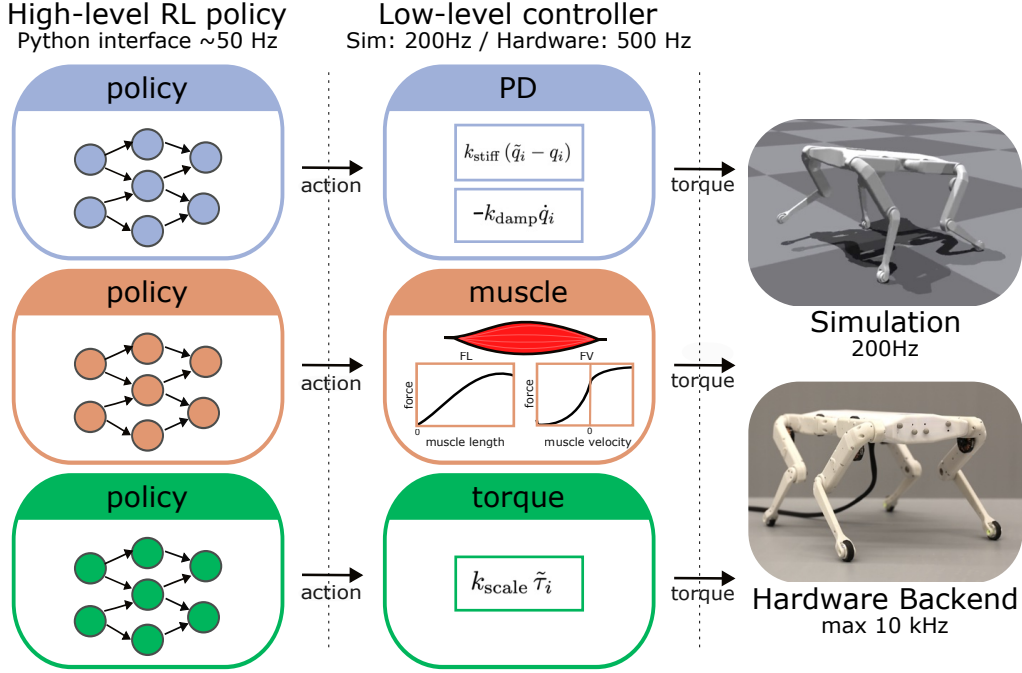 High-level RL policy
Python interface ~50 Hz
Low-level controller
Sim: 200Hz / Hardware: 500 Hz
policy
action
PD
k_stiff (q̃_i − q_i)
-k_damp q̇_i
torque
Simulation
200Hz
policy
action
muscle
FL
FV
force
0
muscle length
force
0
muscle velocity
torque
policy
action
torque
k_scale τ̃_i
torque
Hardware Backend
max 10 kHz